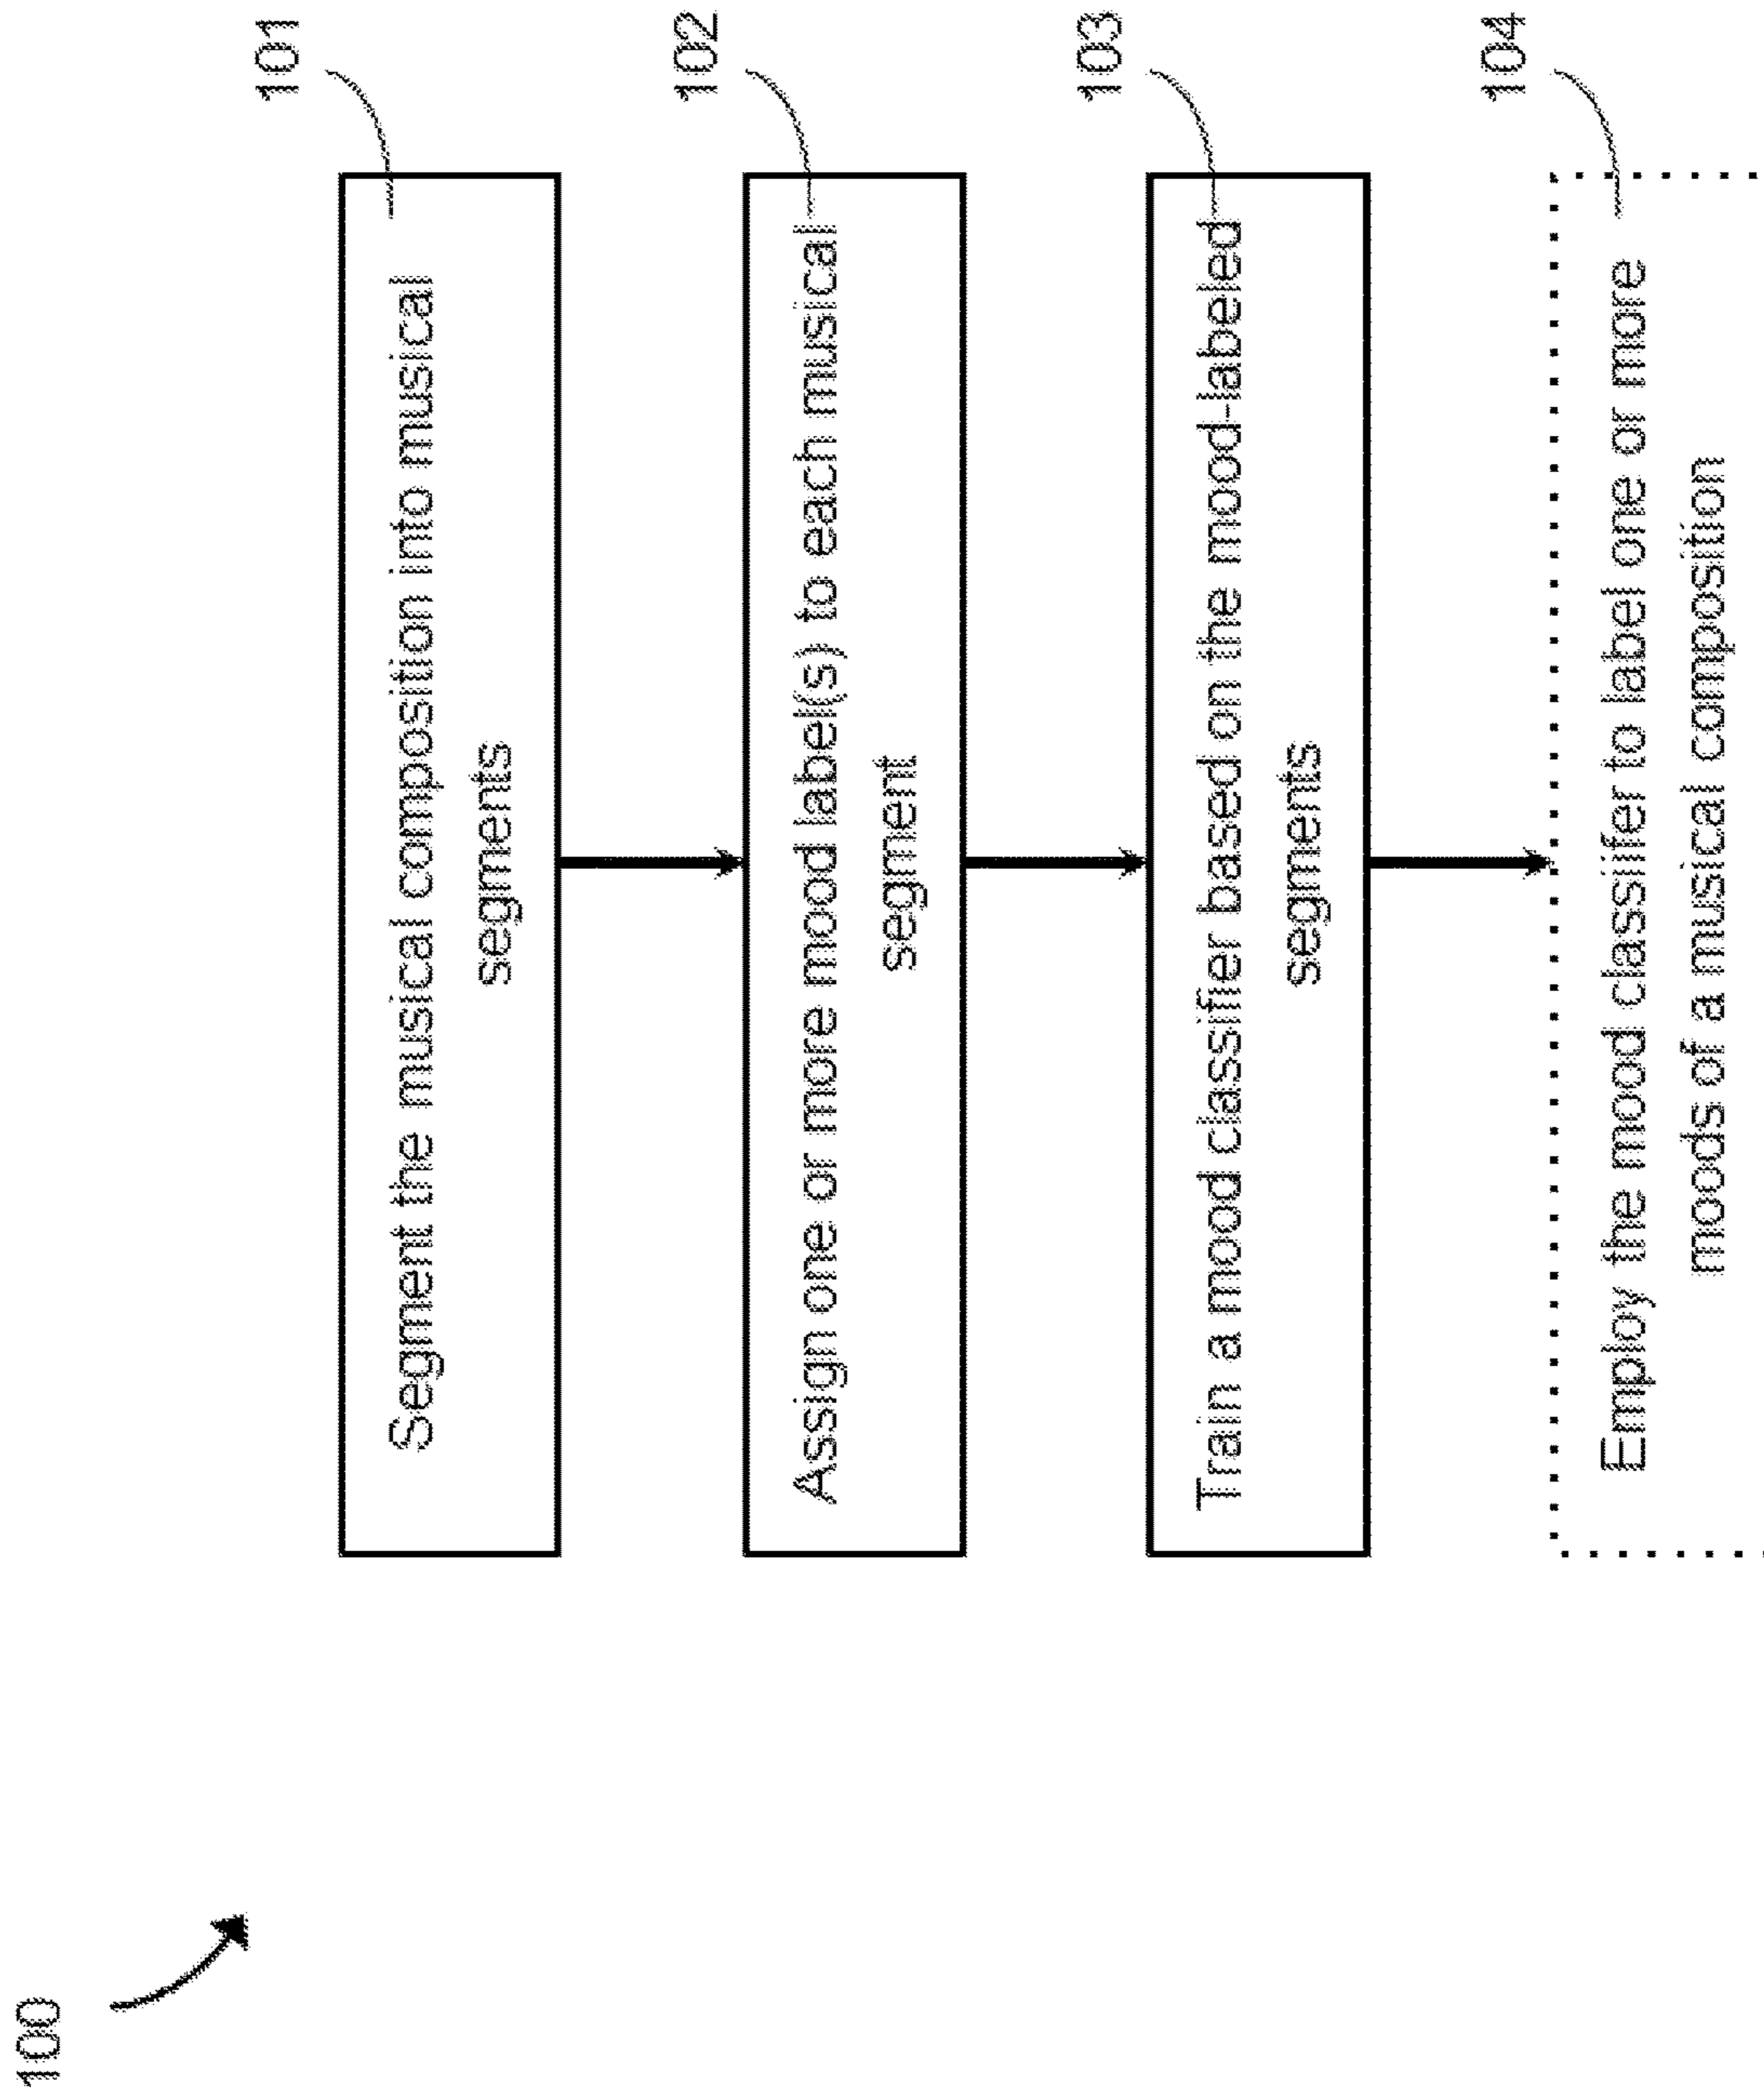 100
101
Segment the musical composition into musical
segments
102
Assign one or more mood label(s) to each musical
segment
103
Train a mood classifier based on the mood-labeled
segments
104
Employ the mood classifer to label one or more
moods of a musical composition